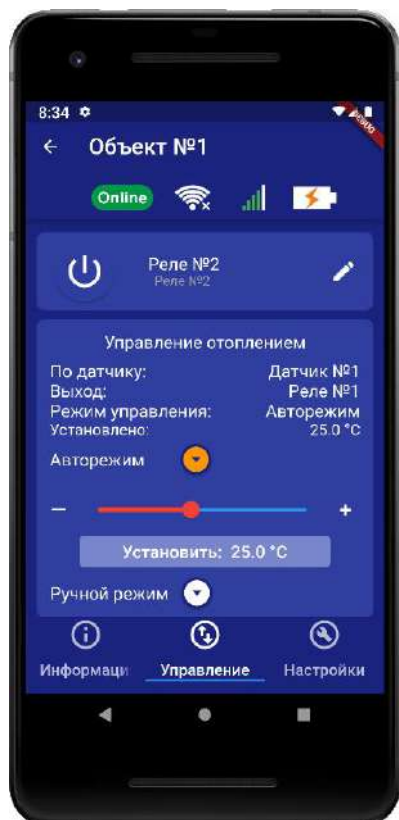 8:34
DEBUG
← Объект №1
Online
Реле №2
Реле №2
Управление отоплением
По датчику: Датчик №1
Выход: Реле №1
Режим управления: Авторежим
Установлено: 25.0 °C
Авторежим
− +
Установить: 25.0 °C
Ручной режим
Информаци Управление Настройки